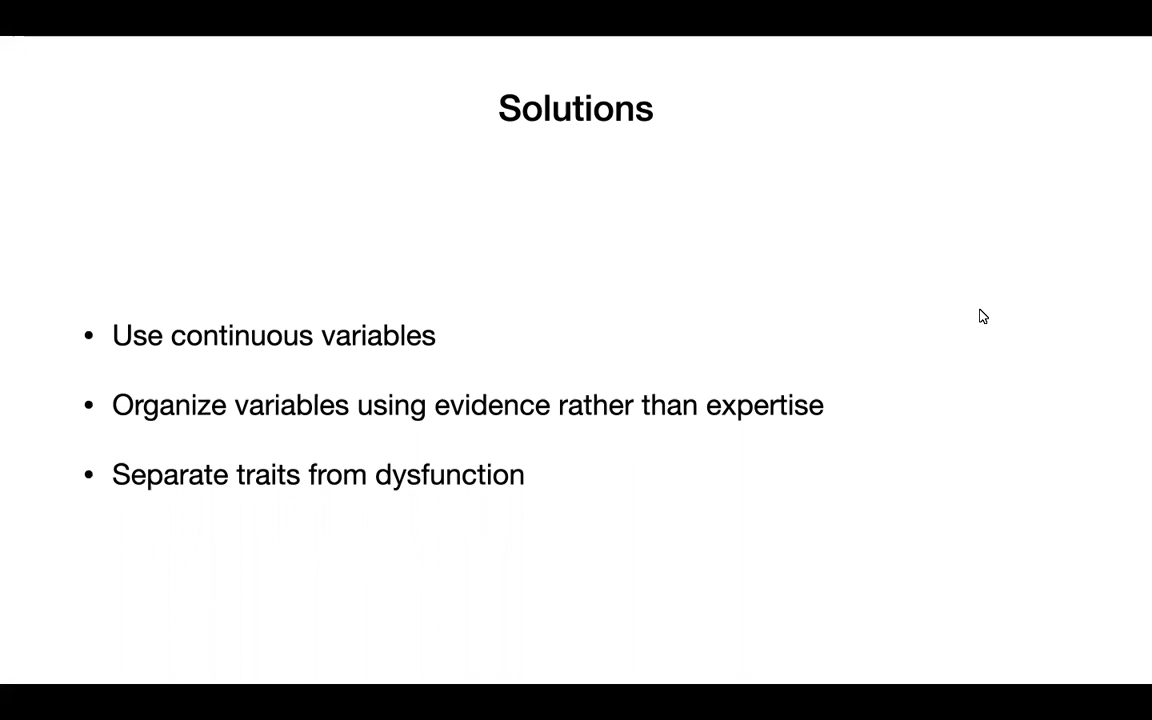 Solutions
• Use continuous variables
• Organize variables using evidence rather than expertise
• Separate traits from dysfunction